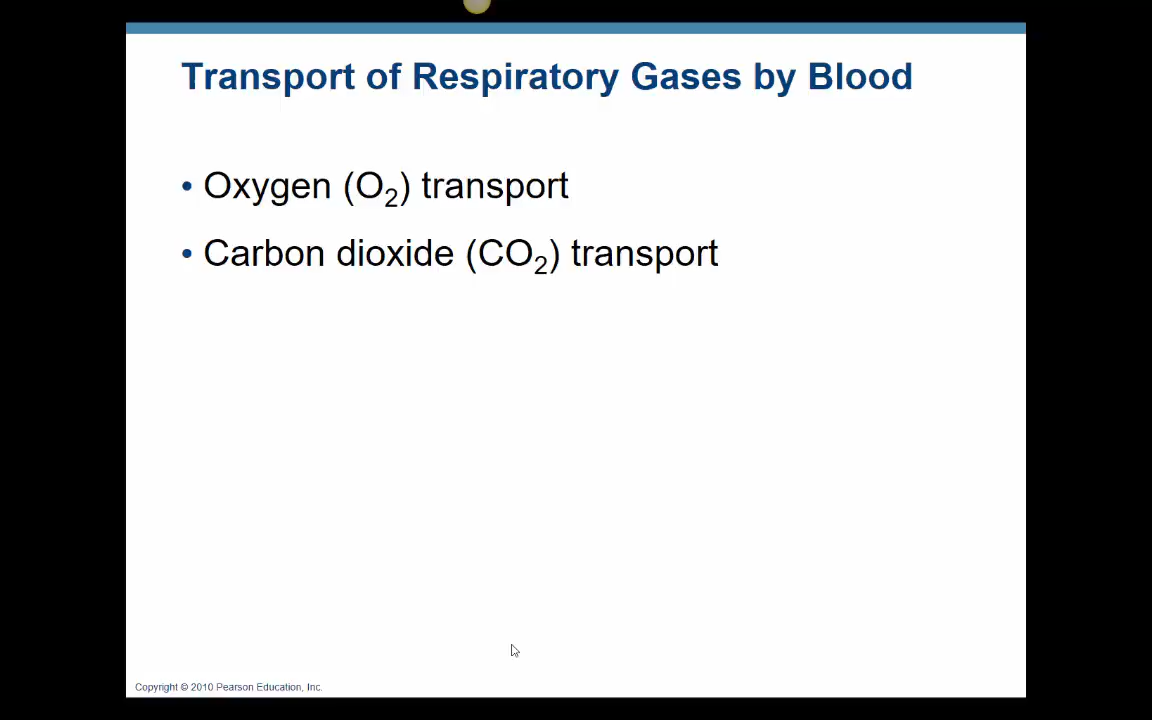 Transport of Respiratory Gases by Blood
• Oxygen (O₂) transport
• Carbon dioxide (CO₂) transport
Copyright © 2010 Pearson Education, Inc.